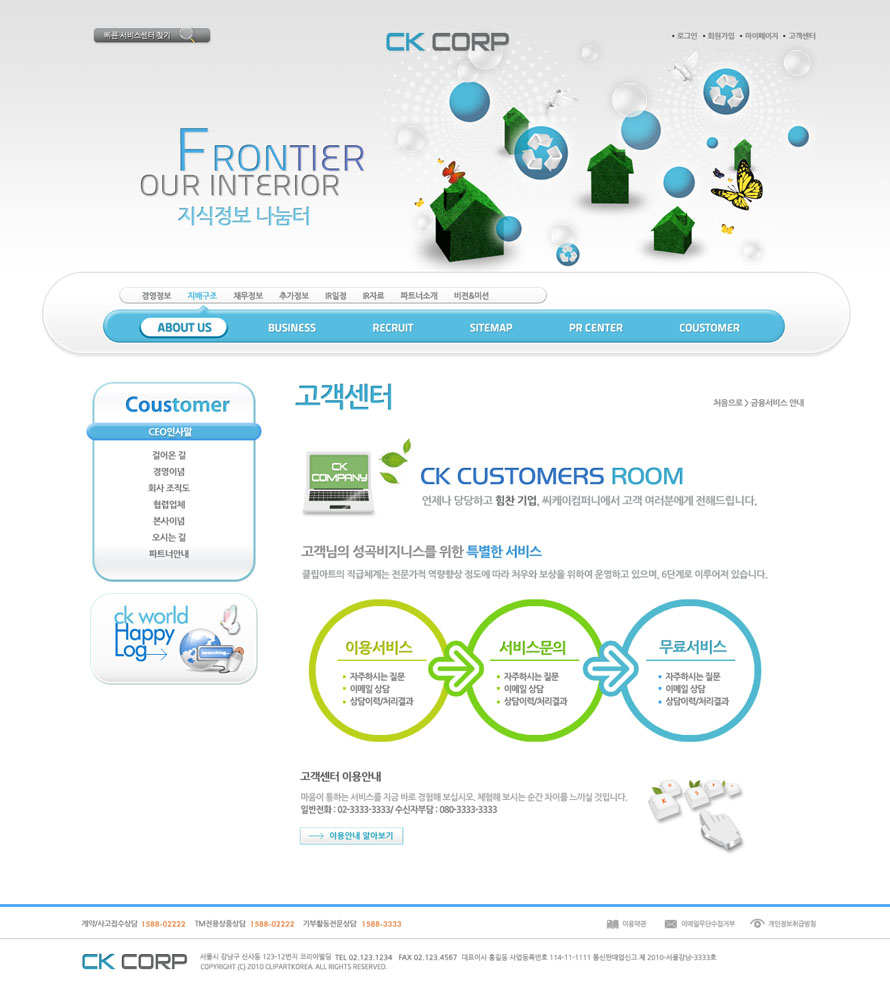 빠른 서비스센터 찾기
CK CORP
• 로그인 • 회원가입 • 마이페이지 • 고객센터
FRONTIER
OUR INTERIOR
지식정보 나눔터
경영정보 지배구조 재무정보 추가정보 IR일정 IR자료 파트너소개 비전&미션
ABOUT US BUSINESS RECRUIT SITEMAP PR CENTER COUSTOMER
Coustomer
CEO인사말
걸어온 길
경영이념
회사 조직도
협렵업체
본사이념
오시는 길
파트너안내
ck world
Happy
Log
searching...
고객센터
처음으로 > 금융서비스 안내
CK
COMPANY
CK CUSTOMERS ROOM
언제나 당당하고 힘찬 기업, 씨케이컴퍼니에서 고객 여러분에게 전해드립니다.
고객님의 성곡비지니스를 위한 특별한 서비스
클립아트의 직급체계는 전문가적 역량향상 정도에 따라 처우와 보상을 위하여 운영하고 있으며, 6단계로 이루어져 있습니다.
이용서비스
자주하시는 질문
이메일 상담
상담이력/처리결과
서비스문의
자주하시는 질문
이메일 상담
상담이력/처리결과
무료서비스
자주하시는 질문
이메일 상담
상담이력/처리결과
고객센터 이용안내
마음이 통하는 서비스를 지금 바로 경험해 보십시오, 체험해 보시는 순간 차이를 느끼실 것입니다.
일반전화 : 02-3333-3333/ 수신자부담 : 080-3333-3333
이용안내 알아보기
계약/사고접수상담 1588-02222 TM전용상품상담 1588-02222 기부활동전문상담 1588-3333
이용약관 이메일무단수집거부 개인정보취급방침
CK CORP
서울시 강남구 신사동 123-12번지 코리아빌딩 TEL 02.123.1234 FAX 02.123.4567 대표이사 홍길동 사업등록번호 114-11-1111 통신판매업신고 제 2010-서울강남-3333호
COPYRIGHT (C) 2010 CLIPARTKOREA. ALL RIGHTS RESERVED.